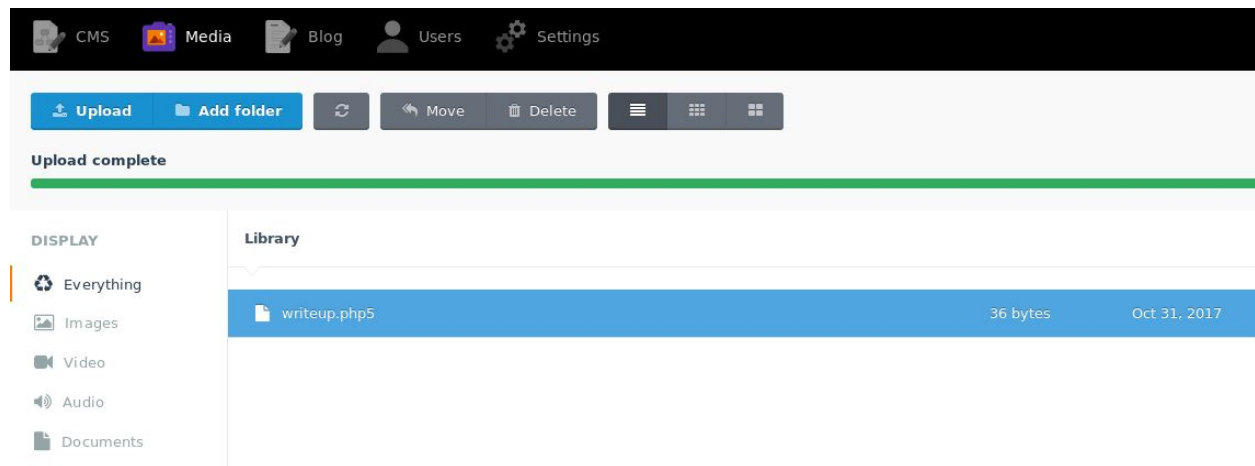 CMS Media Blog Users Settings
Upload Add folder Move Delete
Upload complete
DISPLAY
Library
Everything
writeup.php5 36 bytes Oct 31, 2017
Images
Video
Audio
Documents